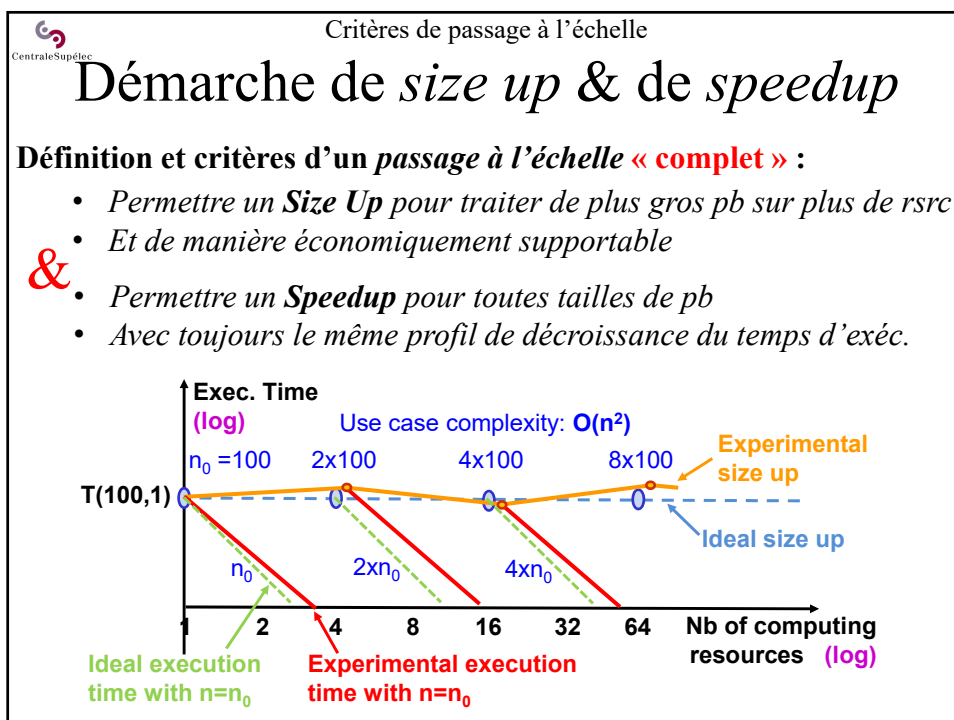 Critères de passage à l'échelle
CentraleSupélec
Démarche de size up & de speedup
Définition et critères d'un passage à l'échelle « complet » :
• Permettre un Size Up pour traiter de plus gros pb sur plus de rsrc
• Et de manière économiquement supportable
&
• Permettre un Speedup pour toutes tailles de pb
• Avec toujours le même profil de décroissance du temps d'exéc.
Exec. Time
(log)
Use case complexity: O(n²)
n₀ =100 2x100 4x100 8x100
Experimental
size up
T(100,1)
Ideal size up
n₀ 2xn₀ 4xn₀
1 2 4 8 16 32 64
Nb of computing
resources (log)
Ideal execution
time with n=n₀
Experimental execution
time with n=n₀